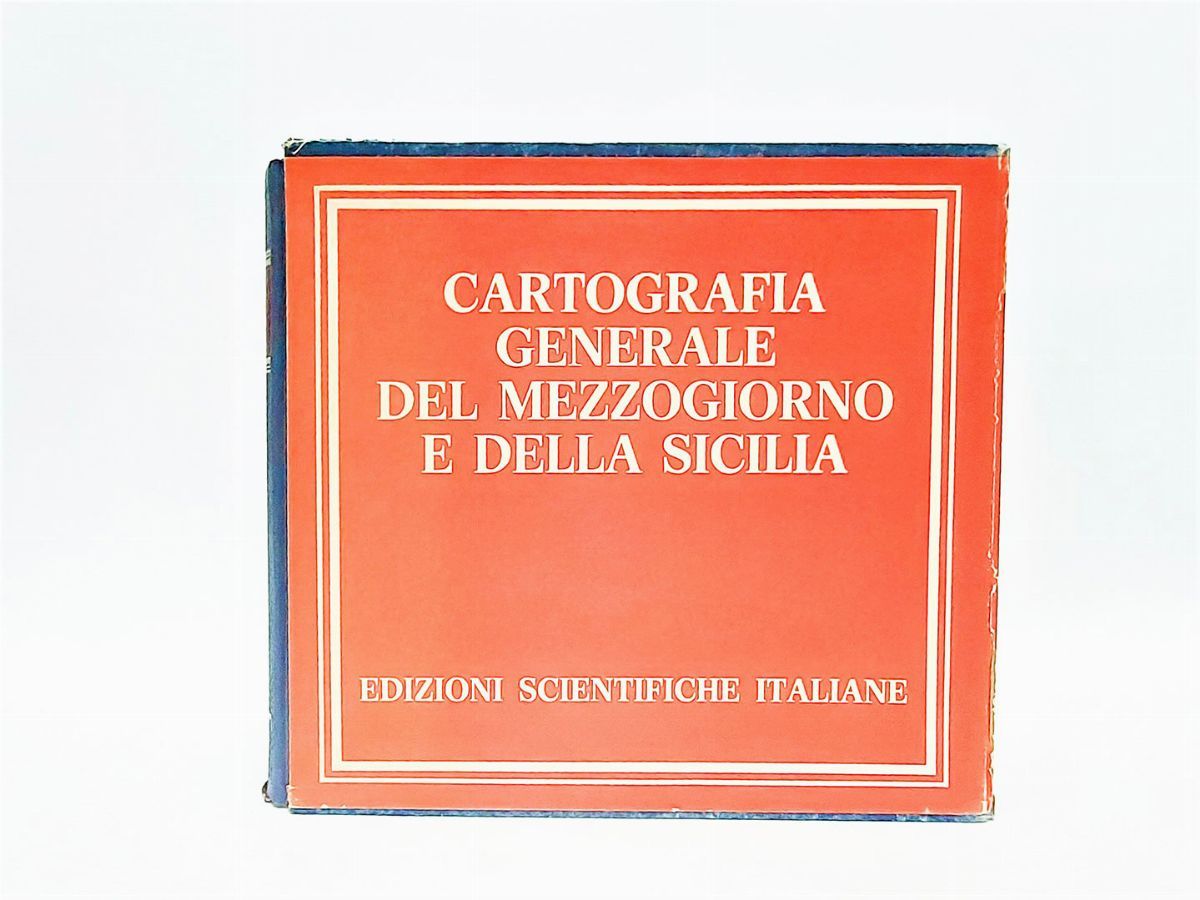 CARTOGRAFIA
GENERALE
DEL MEZZOGIORNO
E DELLA SICILIA
EDIZIONI SCIENTIFICHE ITALIANE